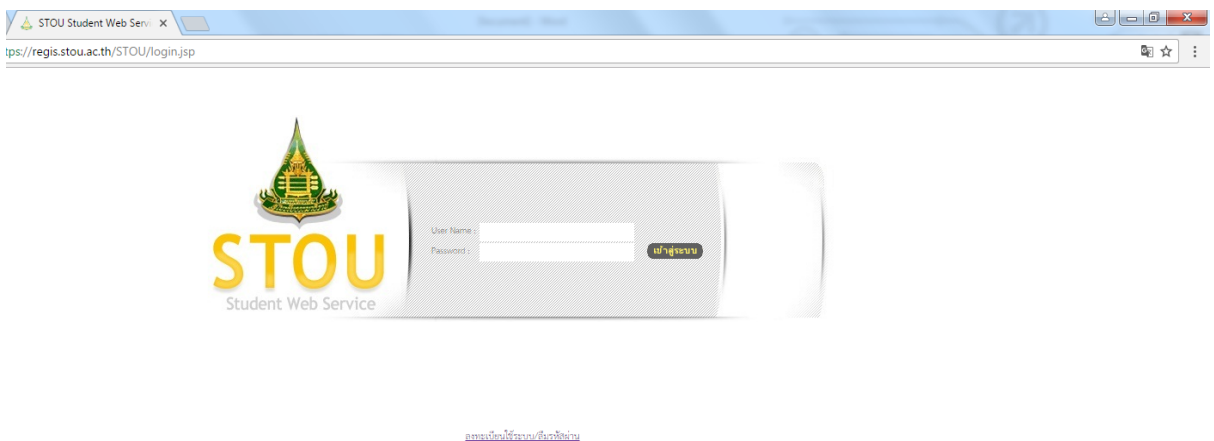 STOU Student Web Serv
tps://regis.stou.ac.th/STOU/login.jsp
User Name :
Password :
เข้าสู่ระบบ
STOU
Student Web Service
ลงทะเบียนใช้ระบบ/ลืมรหัสผ่าน